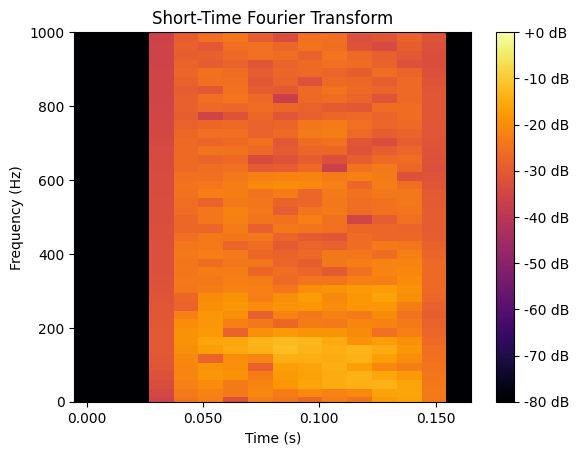 Short-Time Fourier Transform
Frequency (Hz)
1000
800
600
400
200
0
0.000
0.050
0.100
0.150
Time (s)
+0 dB
-10 dB
-20 dB
-30 dB
-40 dB
-50 dB
-60 dB
-70 dB
-80 dB